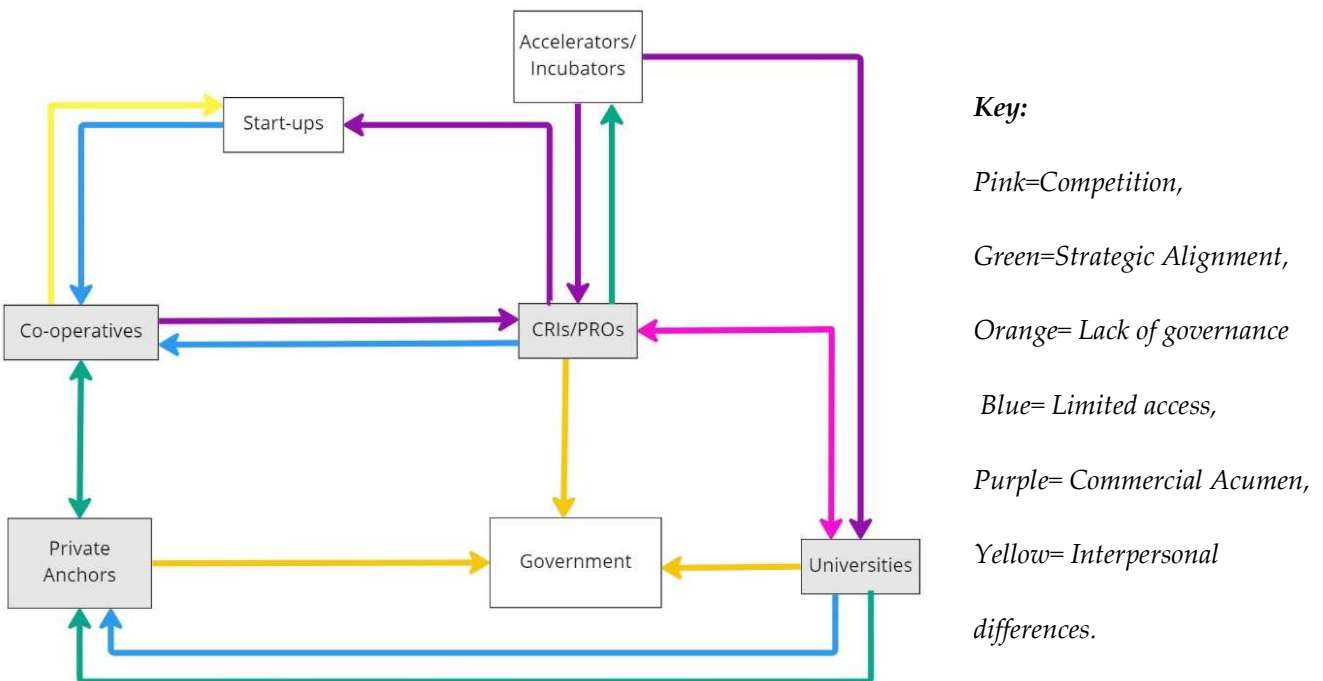 Accelerators/
Incubators
Start-ups
Co-operatives
CRIs/PROs
Private
Anchors
Government
Universities
Key:
Pink=Competition,
Green=Strategic Alignment,
Orange= Lack of governance
Blue= Limited access,
Purple= Commercial Acumen,
Yellow= Interpersonal
differences.